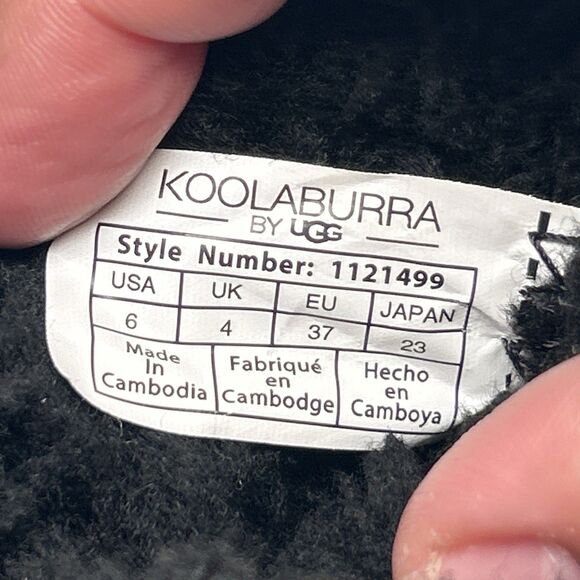 KOOLABURRA
BY UGG
Style Number: 1121499
USA UK EU JAPAN
6 4 37 23
Made In Cambodia
Fabriqué en Cambodge
Hecho en Camboya